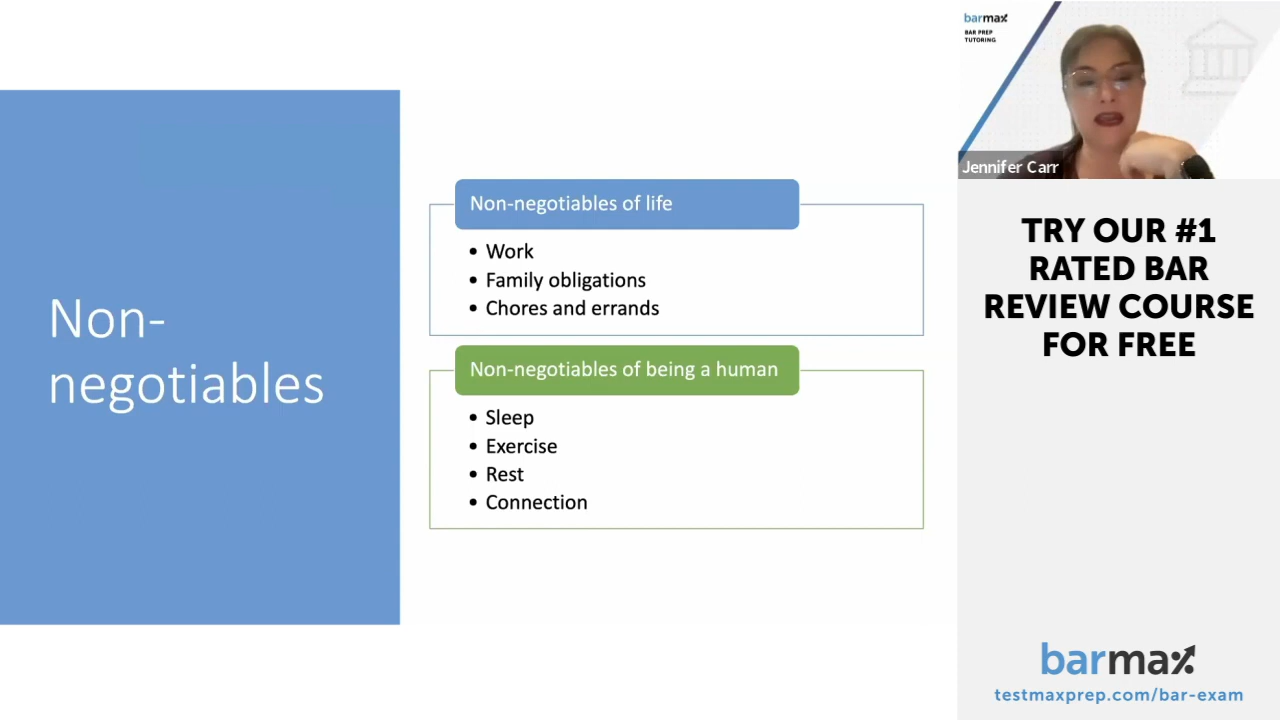 Non-
negotiables
Non-negotiables of life
• Work
• Family obligations
• Chores and errands
Non-negotiables of being a human
• Sleep
• Exercise
• Rest
• Connection
barmax
BAR PREP
TUTORING
Jennifer Carr
TRY OUR #1
RATED BAR
REVIEW COURSE
FOR FREE
barmax
testmaxprep.com/bar-exam